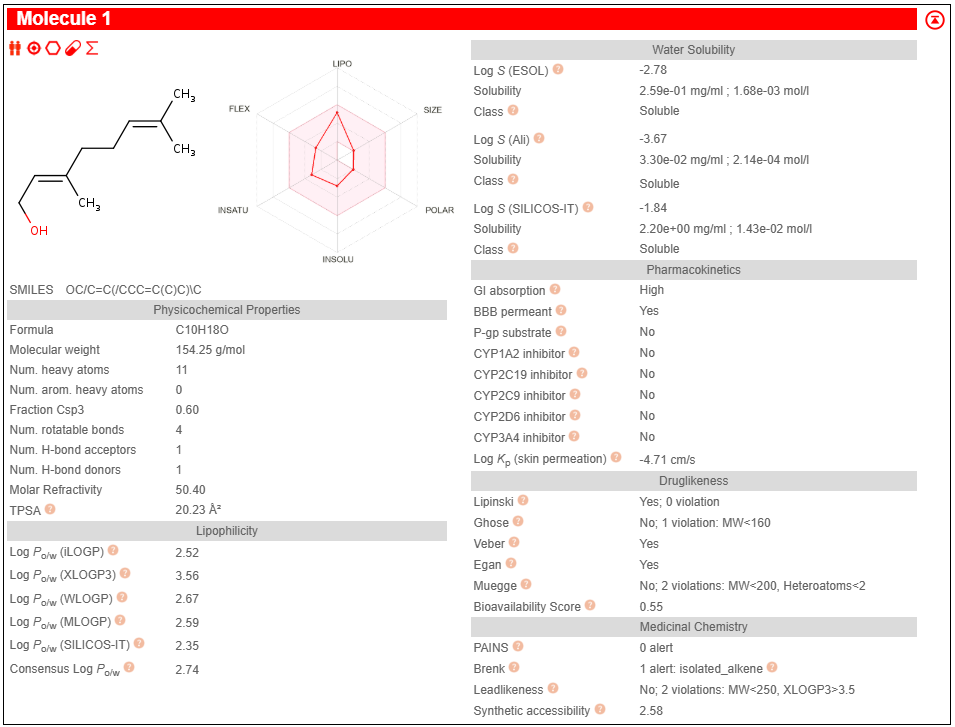 Molecule 1
CH3
CH3
CH3
OH
LIPO
FLEX
SIZE
INSATU
POLAR
INSOLU
SMILES OC/C=C(/CCC=C(C)C)\C
Physicochemical Properties
Formula C10H18O
Molecular weight 154.25 g/mol
Num. heavy atoms 11
Num. arom. heavy atoms 0
Fraction Csp3 0.60
Num. rotatable bonds 4
Num. H-bond acceptors 1
Num. H-bond donors 1
Molar Refractivity 50.40
TPSA ? 20.23 Å²
Lipophilicity
Log Po/w (iLOGP) ? 2.52
Log Po/w (XLOGP3) ? 3.56
Log Po/w (WLOGP) ? 2.67
Log Po/w (MLOGP) ? 2.59
Log Po/w (SILICOS-IT) ? 2.35
Consensus Log Po/w ? 2.74
Water Solubility
Log S (ESOL) ? -2.78
Solubility 2.59e-01 mg/ml ; 1.68e-03 mol/l
Class ? Soluble
Log S (Ali) ? -3.67
Solubility 3.30e-02 mg/ml ; 2.14e-04 mol/l
Class ? Soluble
Log S (SILICOS-IT) ? -1.84
Solubility 2.20e+00 mg/ml ; 1.43e-02 mol/l
Class ? Soluble
Pharmacokinetics
GI absorption ? High
BBB permeant ? Yes
P-gp substrate ? No
CYP1A2 inhibitor ? No
CYP2C19 inhibitor ? No
CYP2C9 inhibitor ? No
CYP2D6 inhibitor ? No
CYP3A4 inhibitor ? No
Log Kp (skin permeation) ? -4.71 cm/s
Druglikeness
Lipinski ? Yes; 0 violation
Ghose ? No; 1 violation: MW<160
Veber ? Yes
Egan ? Yes
Muegge ? No; 2 violations: MW<200, Heteroatoms<2
Bioavailability Score ? 0.55
Medicinal Chemistry
PAINS ? 0 alert
Brenk ? 1 alert: isolated_alkene ?
Leadlikeness ? No; 2 violations: MW<250, XLOGP3>3.5
Synthetic accessibility ? 2.58